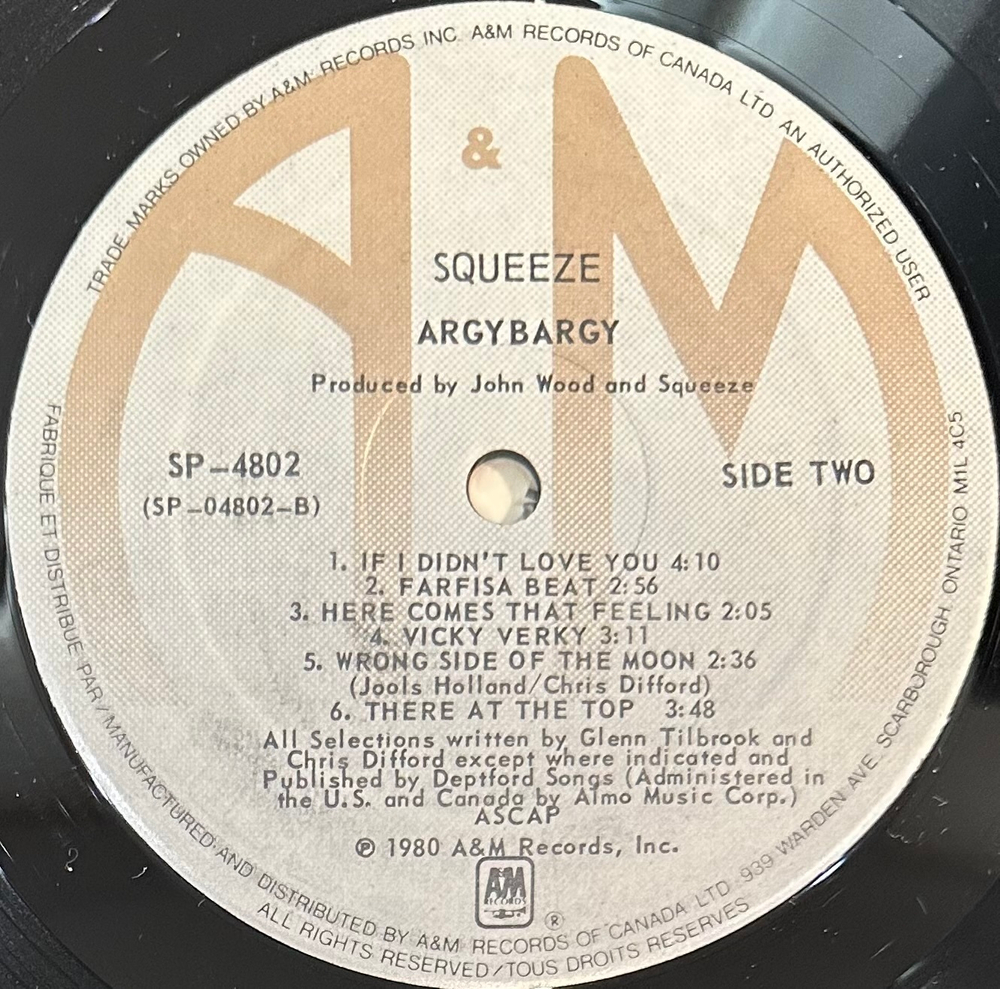 TRADE MARKS OWNED BY A&M RECORDS INC. A&M RECORDS OF CANADA LTD AN AUTHORIZED USER
A & M
SQUEEZE
ARGYBARGY
Produced by John Wood and Squeeze
SP-4802
(SP-04802-B)
SIDE TWO
1. IF I DIDN'T LOVE YOU 4:10
2. FARFISA BEAT 2:56
3. HERE COMES THAT FEELING 2:05
4. VICKY VERKY 3:11
5. WRONG SIDE OF THE MOON 2:36
(Jools Holland/Chris Difford)
6. THERE AT THE TOP 3:48
All Selections written by Glenn Tilbrook and
Chris Difford except where indicated and
Published by Deptford Songs (Administered in
the U.S. and Canada by Almo Music Corp.)
ASCAP
℗ 1980 A&M Records, Inc.
A&M
RECORDS
®
FABRIQUE ET DISTRIBUE PAR/MANUFACTURED AND DISTRIBUTED BY A&M RECORDS OF CANADA LTD 939 WARDEN AVE. SCARBOROUGH, ONTARIO M1L 4C5
ALL RIGHTS RESERVED/TOUS DROITS RESERVES